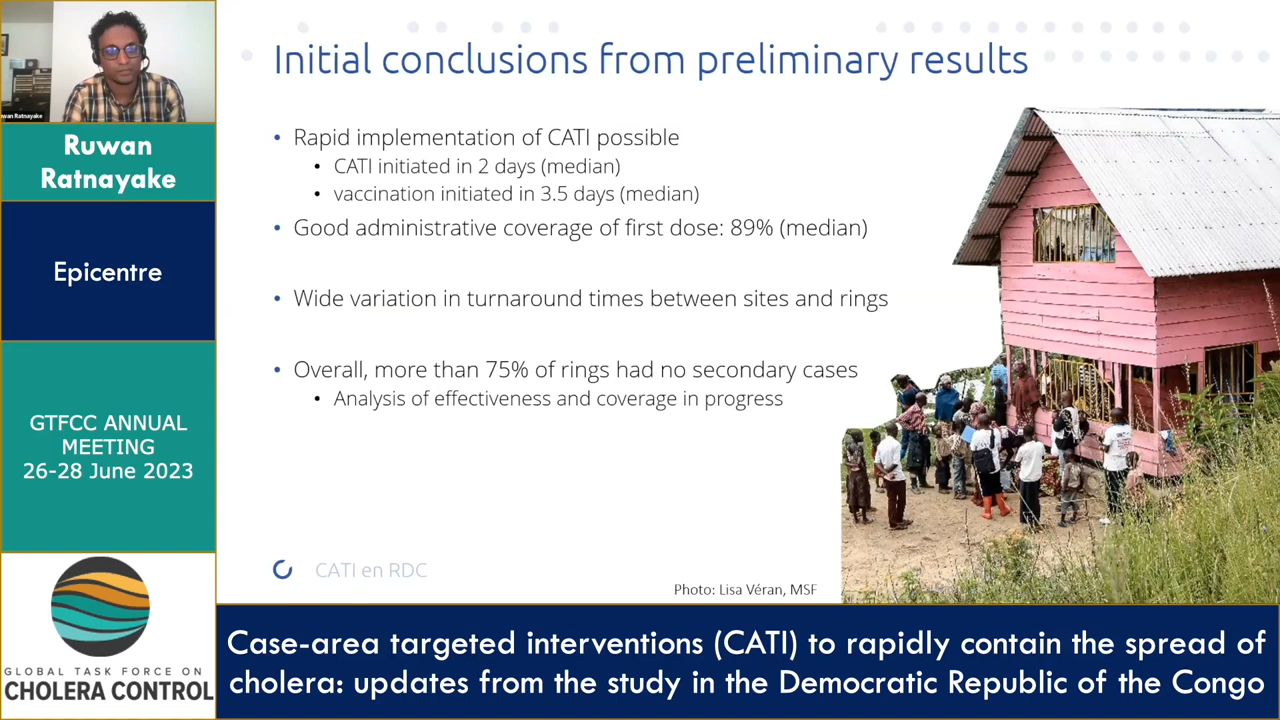 wan Ratnayake
Ruwan
Ratnayake
Epicentre
GTFCC ANNUAL
MEETING
26-28 June 2023
GLOBAL TASK FORCE ON
CHOLERA CONTROL
Initial conclusions from preliminary results
• Rapid implementation of CATI possible
• CATI initiated in 2 days (median)
• vaccination initiated in 3.5 days (median)
• Good administrative coverage of first dose: 89% (median)
• Wide variation in turnaround times between sites and rings
• Overall, more than 75% of rings had no secondary cases
• Analysis of effectiveness and coverage in progress
CATI en RDC
Photo: Lisa Véran, MSF
Case-area targeted interventions (CATI) to rapidly contain the spread of
cholera: updates from the study in the Democratic Republic of the Congo